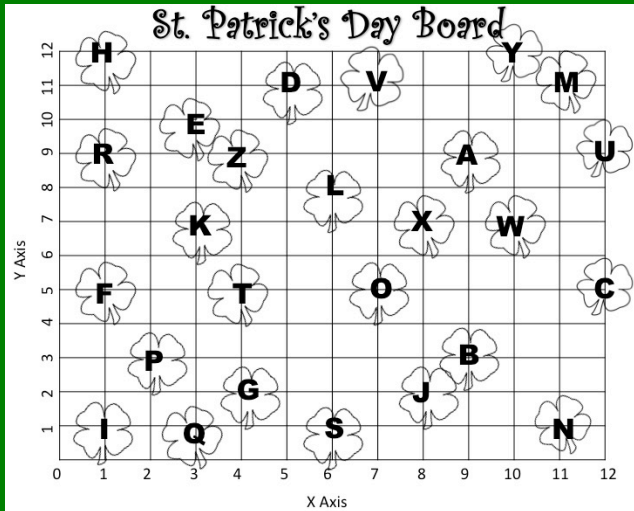 St. Patrick's Day Board
12
H
Y
11
D
V
M
10
E
9
R
Z
A
U
8
L
7
K
X
W
6
5
F
T
O
C
4
3
P
B
2
G
J
1
I
Q
S
N
0 1 2 3 4 5 6 7 8 9 10 11 12
Y Axis
X Axis